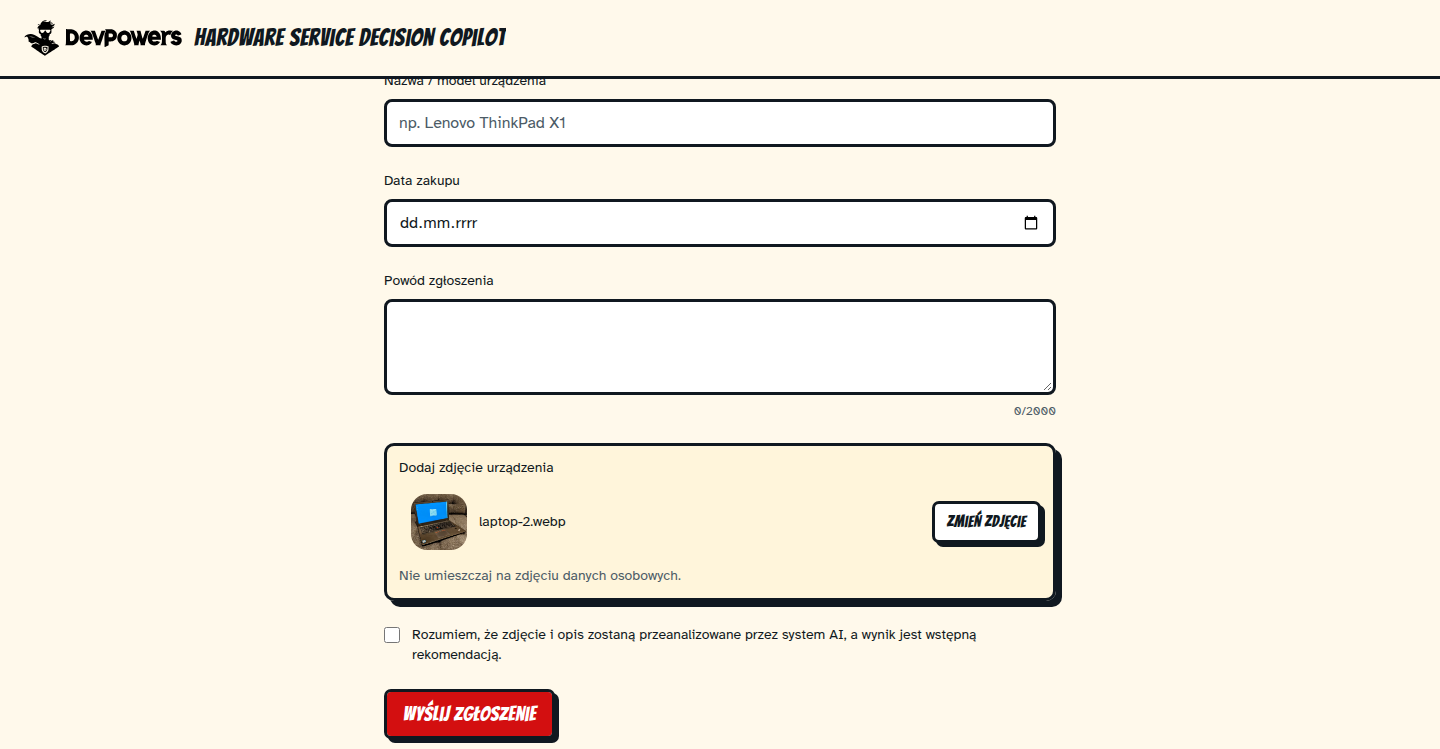 DevPowers HARDWARE SERVICE DECISION COPILOT
Nazwa / model urządzenia
np. Lenovo ThinkPad X1
Data zakupu
dd.mm.rrrr
Powód zgłoszenia
0/2000
Dodaj zdjęcie urządzenia
laptop-2.webp
ZMIEŃ ZDJĘCIE
Nie umieszczaj na zdjęciu danych osobowych.
Rozumiem, że zdjęcie i opis zostaną przeanalizowane przez system AI, a wynik jest wstępną
rekomendacją.
WYŚLIJ ZGŁOSZENIE